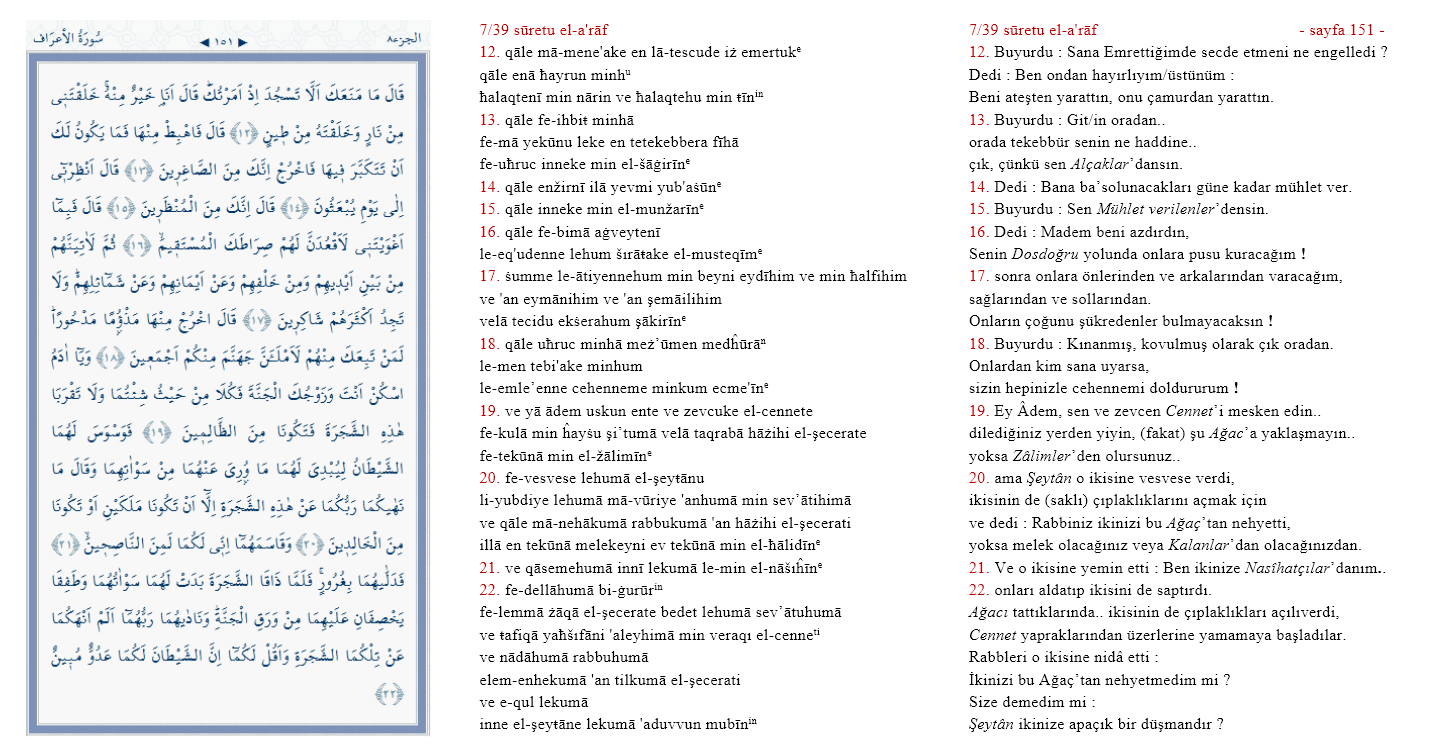 الجزء٨ ◀ ١٥١ ▶ سُورَةُ الْأَعْرَافِ
قَالَ مَا مَنَعَكَ اَلَّا تَسْجُدَ اِذْ اَمَرْتُكَۜ قَالَ اَنَا۬ خَيْرٌ مِنْهُۚ خَلَقْتَن۪ي
مِنْ نَارٍ وَخَلَقْتَهُ مِنْ ط۪ينٍ ﴿١٢﴾ قَالَ فَاهْبِطْ مِنْهَا فَمَا يَكُونُ لَكَ
اَنْ تَتَكَبَّرَ ف۪يهَا فَاخْرُجْ اِنَّكَ مِنَ الصَّاغِر۪ينَ ﴿١٣﴾ قَالَ اَنْظِرْن۪ٓي
اِلٰى يَوْمِ يُبْعَثُونَ ﴿١٤﴾ قَالَ اِنَّكَ مِنَ الْمُنْظَر۪ينَ ﴿١٥﴾ قَالَ فَبِمَٓا
اَغْوَيْتَن۪ي لَاَقْعُدَنَّ لَهُمْ صِرَاطَكَ الْمُسْتَق۪يمَۙ ﴿١٦﴾ ثُمَّ لَاٰتِيَنَّهُمْ
مِنْ بَيْنِ اَيْد۪يهِمْ وَمِنْ خَلْفِهِمْ وَعَنْ اَيْمَانِهِمْ وَعَنْ شَمَٓائِلِهِمْۜ وَلَا
تَجِدُ اَكْثَرَهُمْ شَاكِر۪ينَ ﴿١٧﴾ قَالَ اخْرُجْ مِنْهَا مَذْؤُ۫مًا مَدْحُورًاۜ
لَمَنْ تَبِعَكَ مِنْهُمْ لَاَمْلَـَٔنَّ جَهَنَّمَ مِنْكُمْ اَجْمَع۪ينَ ﴿١٨﴾ وَيَٓا اٰدَمُ
اسْكُنْ اَنْتَ وَزَوْجُكَ الْجَنَّةَ فَكُلَا مِنْ حَيْثُ شِئْتُمَا وَلَا تَقْرَبَا
هٰذِهِ الشَّجَرَةَ فَتَكُونَا مِنَ الظَّالِم۪ينَ ﴿١٩﴾ فَوَسْوَسَ لَهُمَا
الشَّيْطَانُ لِيُبْدِيَ لَهُمَا مَا وُ۫رِيَ عَنْهُمَا مِنْ سَوْاٰتِهِمَا وَقَالَ مَا
نَهٰيكُمَا رَبُّكُمَا عَنْ هٰذِهِ الشَّجَرَةِ اِلَّٓا اَنْ تَكُونَا مَلَكَيْنِ اَوْ تَكُونَا
مِنَ الْخَالِد۪ينَ ﴿٢٠﴾ وَقَاسَمَهُمَٓا اِنّ۪ي لَكُمَا لَمِنَ النَّاصِح۪ينَۙ ﴿٢١﴾
فَدَلّٰيهُمَا بِغُرُورٍۚ فَلَمَّا ذَاقَا الشَّجَرَةَ بَدَتْ لَهُمَا سَوْاٰتُهُمَا وَطَفِقَا
يَخْصِفَانِ عَلَيْهِمَا مِنْ وَرَقِ الْجَنَّةِۜ وَنَادٰيهُمَا رَبُّهُمَٓا اَلَمْ اَنْهَكُمَا
عَنْ تِلْكُمَا الشَّجَرَةِ وَاَقُلْ لَكُمَٓا اِنَّ الشَّيْطَانَ لَكُمَا عَدُوٌّ مُب۪ينٌ
﴿٢٢﴾
7/39 sūretu el-a'rāf
12. qāle mā-mene'ake en lā-tescude iż emertukᵉ
qāle enā ħayrun minhᵘ
ħalaqtenī min nārin ve ħalaqtehu min ŧīnⁱⁿ
13. qāle fe-ihbiŧ minhā
fe-mā yekūnu leke en tetekebbera fīhā
fe-uħruc inneke min el-šāġirīnᵉ
14. qāle enžirnī ilā yevmi yub'aṡūnᵉ
15. qāle inneke min el-munžarīnᵉ
16. qāle fe-bimā aġveytenī
le-eq'udenne lehum šırāŧake el-musteqīmᵉ
17. ṡumme le-ātiyennehum min beyni eydīhim ve min ħalfihim
ve 'an eymānihim ve 'an şemāilihim
velā tecidu ekṡerahum şākirīnᵉ
18. qāle uħruc minhā meż’ūmen medĥūrāⁿ
le-men tebi'ake minhum
le-emle’enne cehenneme minkum ecme'īnᵉ
19. ve yā ādem uskun ente ve zevcuke el-cennete
fe-kulā min ĥayṡu şi’tumā velā taqrabā hāżihi el-şecerate
fe-tekūnā min el-žālimīnᵉ
20. fe-vesvese lehumā el-şeyŧānu
li-yubdiye lehumā mā-vūriye 'anhumā min sev’ātihimā
ve qāle mā-nehākumā rabbukumā 'an hāżihi el-şecerati
illā en tekūnā melekeyni ev tekūnā min el-ħālidīnᵉ
21. ve qāsemehumā innī lekumā le-min el-nāšıĥīnᵉ
22. fe-dellāhumā bi-ġurūrⁱⁿ
fe-lemmā żāqā el-şecerate bedet lehumā sev’ātuhumā
ve ŧafiqā yaħšıfāni 'aleyhimā min veraqı el-cenneᵗⁱ
ve nādāhumā rabbuhumā
elem-enhekumā 'an tilkumā el-şecerati
ve e-qul lekumā
inne el-şeyŧāne lekumā 'aduvvun mubīnⁱⁿ
7/39 sūretu el-a'rāf - sayfa 151 -
12. Buyurdu : Sana Emrettiğimde secde etmeni ne engelledi ?
Dedi : Ben ondan hayırlıyım/üstünüm :
Beni ateşten yarattın, onu çamurdan yarattın.
13. Buyurdu : Git/in oradan..
orada tekebbür senin ne haddine..
çık, çünkü sen Alçaklar’dansın.
14. Dedi : Bana ba’solunacakları güne kadar mühlet ver.
15. Buyurdu : Sen Mühlet verilenler’densin.
16. Dedi : Madem beni azdırdın,
Senin Dosdoğru yolunda onlara pusu kuracağım !
17. sonra onlara önlerinden ve arkalarından varacağım,
sağlarından ve sollarından.
Onların çoğunu şükredenler bulmayacaksın !
18. Buyurdu : Kınanmış, kovulmuş olarak çık oradan.
Onlardan kim sana uyarsa,
sizin hepinizle cehennemi doldururum !
19. Ey Âdem, sen ve zevcen Cennet’i mesken edin..
dilediğiniz yerden yiyin, (fakat) şu Ağac’a yaklaşmayın..
yoksa Zâlimler’den olursunuz..
20. ama Şeytân o ikisine vesvese verdi,
ikisinin de (saklı) çıplaklıklarını açmak için
ve dedi : Rabbiniz ikinizi bu Ağaç’tan nehyetti,
yoksa melek olacağınız veya Kalanlar’dan olacağınızdan.
21. Ve o ikisine yemin etti : Ben ikinize Nasîhatçılar’danım..
22. onları aldatıp ikisini de saptırdı.
Ağacı tattıklarında.. ikisinin de çıplaklıkları açılıverdi,
Cennet yapraklarından üzerlerine yamamaya başladılar.
Rabbleri o ikisine nidâ etti :
İkinizi bu Ağaç’tan nehyetmedim mi ?
Size demedim mi :
Şeytân ikinize apaçık bir düşmandır ?